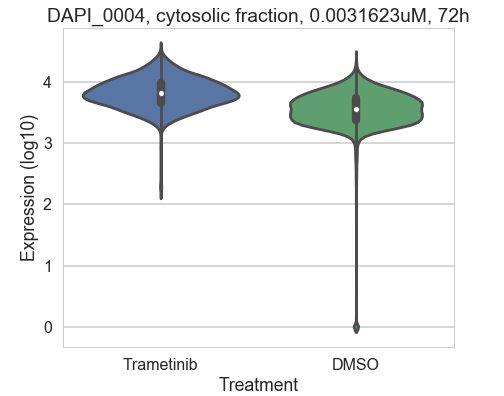 DAPI_0004, cytosolic fraction, 0.0031623uM, 72h
Expression (log10)
4
3
2
1
0
Trametinib
DMSO
Treatment